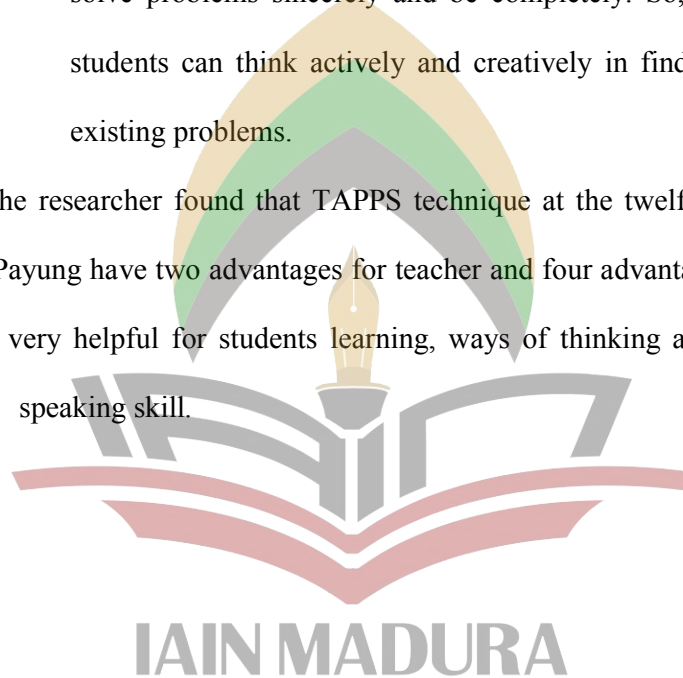 solve problems sincerely and be completely. So,
students can think actively and creatively in find
existing problems.
he researcher found that TAPPS technique at the twelf
Payung have two advantages for teacher and four advanta
very helpful for students learning, ways of thinking a
speaking skill.
IAIN MADURA